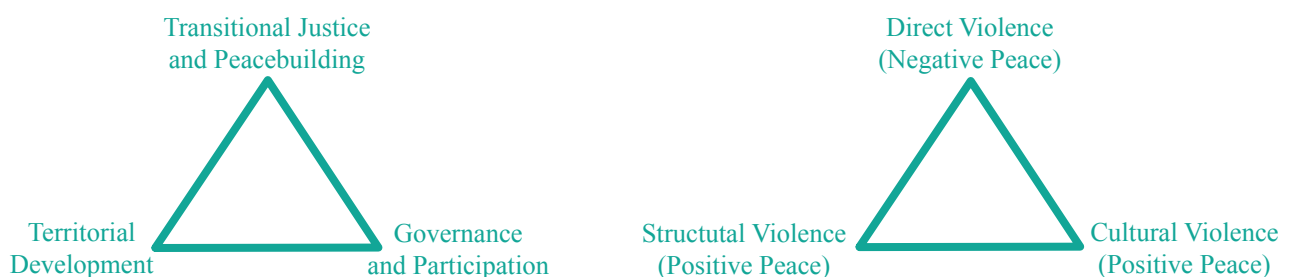 Transitional Justice
and Peacebuilding
Territorial
Development
Governance
and Participation
Direct Violence
(Negative Peace)
Structutal Violence
(Positive Peace)
Cultural Violence
(Positive Peace)